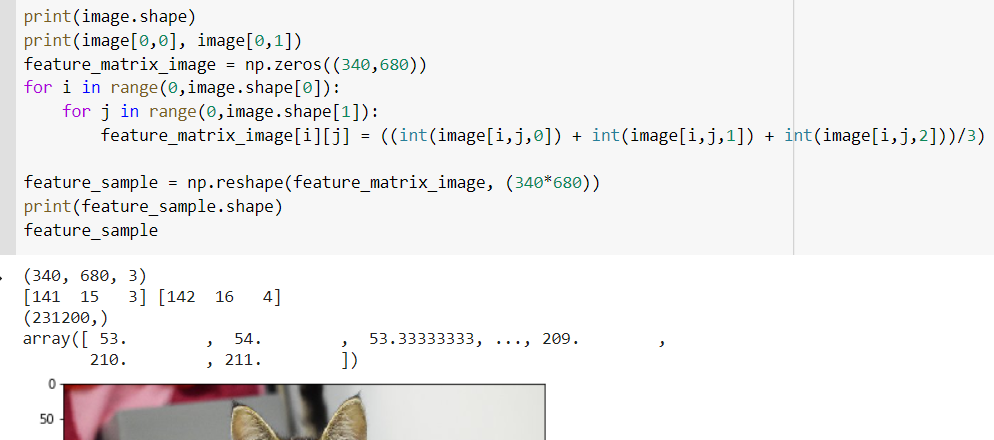 print(image.shape)
print(image[0,0], image[0,1])
feature_matrix_image = np.zeros((340,680))
for i in range(0,image.shape[0]):
    for j in range(0,image.shape[1]):
        feature_matrix_image[i][j] = ((int(image[i,j,0]) + int(image[i,j,1]) + int(image[i,j,2]))/3)
feature_sample = np.reshape(feature_matrix_image, (340*680))
print(feature_sample.shape)
feature_sample
(340, 680, 3)
[141  15   3] [142  16   4]
(231200,)
array([ 53.        ,  54.        ,  53.33333333, ..., 209.        ,
       210.        , 211.        ])
0
50